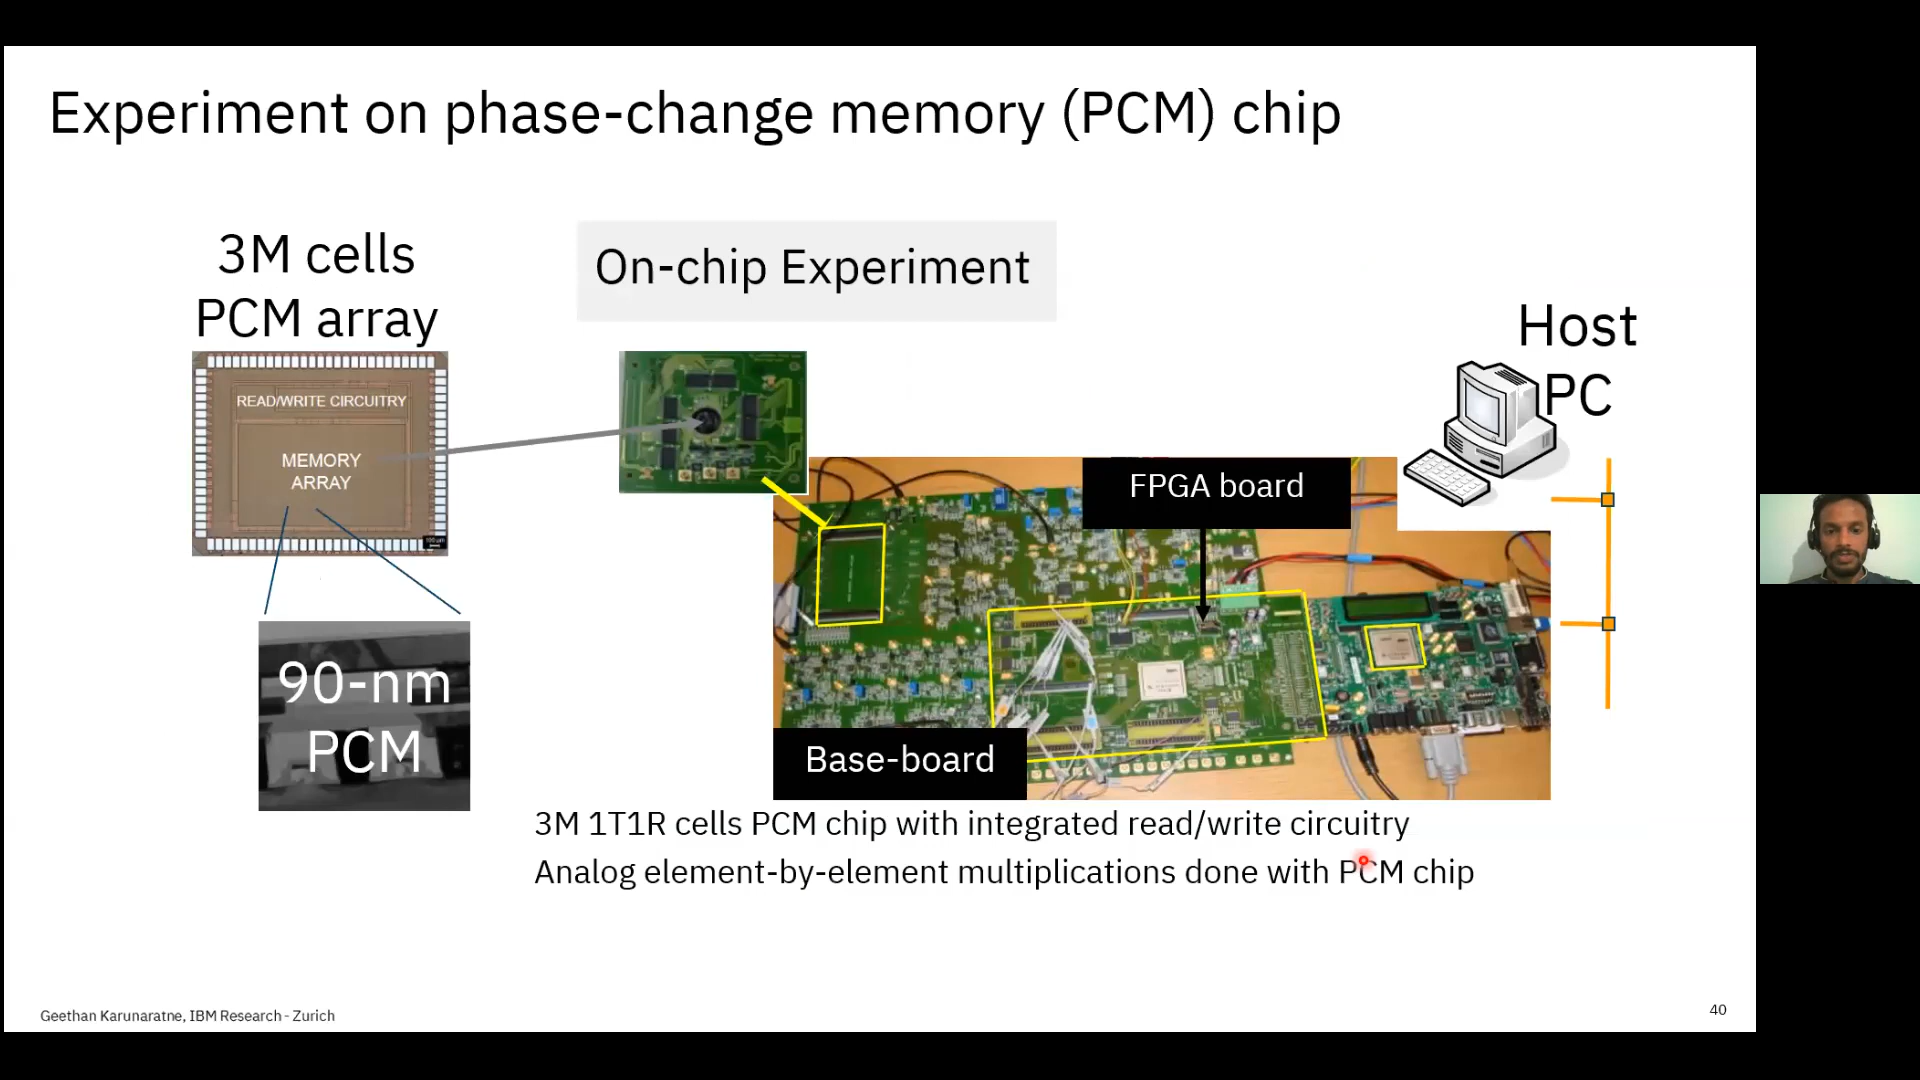 Experiment on phase-change memory (PCM) chip
3M cells
PCM array
On-chip Experiment
Host
PC
READ/WRITE CIRCUITRY
MEMORY
ARRAY
FPGA board
90-nm
PCM
Base-board
3M 1T1R cells PCM chip with integrated read/write circuitry
Analog element-by-element multiplications done with PCM chip
Geethan Karunaratne, IBM Research - Zurich
40